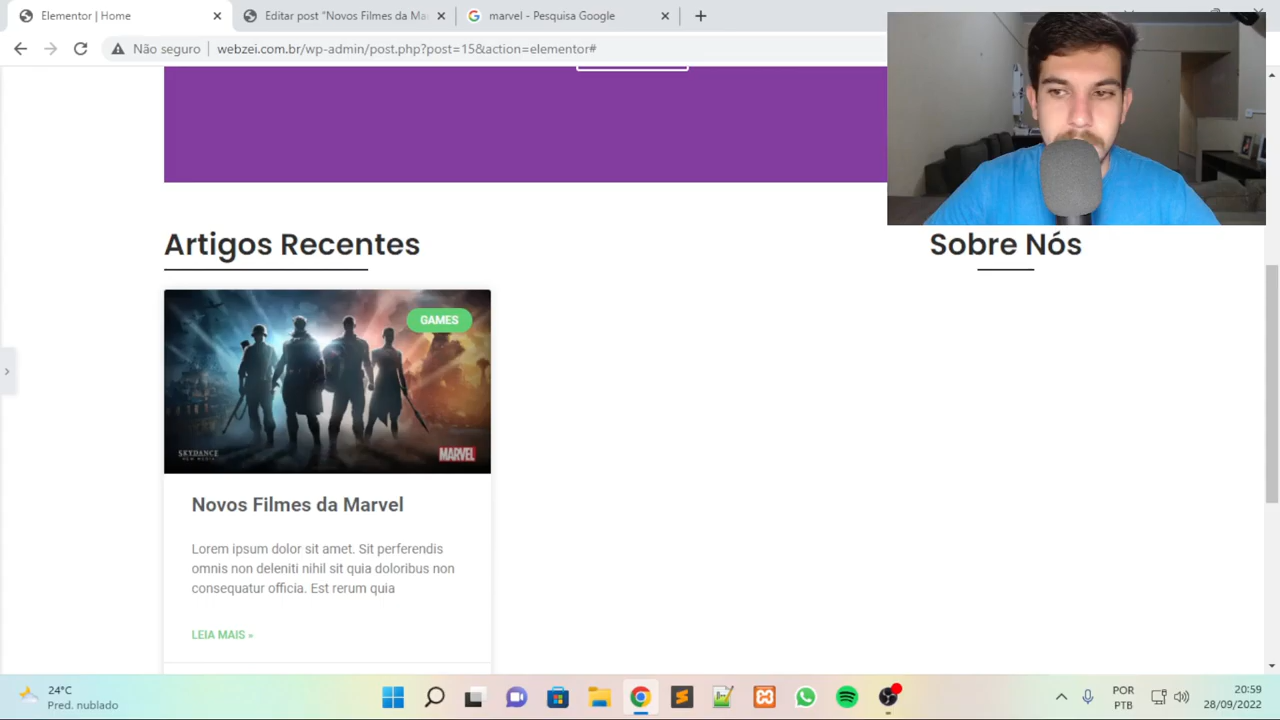 Elementor | Home
Editar post "Novos Filmes da Ma
marvel - Pesquisa Google
Não seguro
webzei.com.br/wp-admin/post.php?post=15&action=elementor#
Artigos Recentes
Sobre Nós
GAMES
SKYDANCE
NEW MEDIA
MARVEL
Novos Filmes da Marvel
Lorem ipsum dolor sit amet. Sit perferendis
omnis non deleniti nihil sit quia doloribus non
consequatur officia. Est rerum quia
LEIA MAIS »
24°C
Pred. nublado
POR
PTB
20:59
28/09/2022